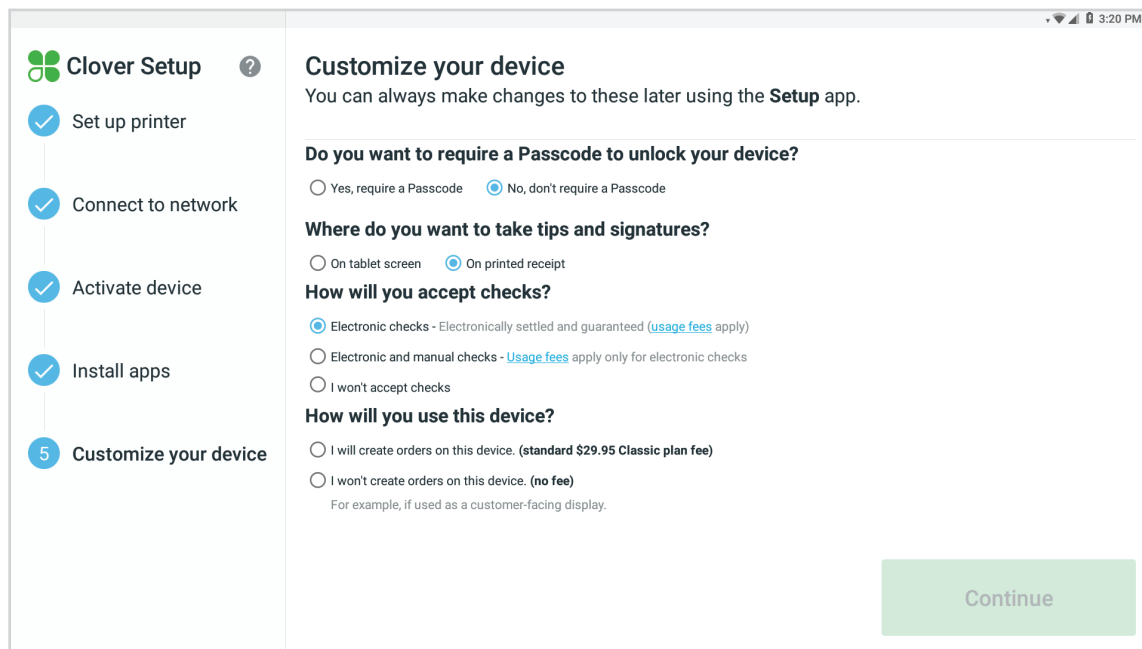 3:20 PM
Clover Setup
?
Set up printer
Connect to network
Activate device
Install apps
5 Customize your device
Customize your device
You can always make changes to these later using the Setup app.
Do you want to require a Passcode to unlock your device?
Yes, require a Passcode No, don't require a Passcode
Where do you want to take tips and signatures?
On tablet screen On printed receipt
How will you accept checks?
Electronic checks - Electronically settled and guaranteed (usage fees apply)
Electronic and manual checks - Usage fees apply only for electronic checks
I won't accept checks
How will you use this device?
I will create orders on this device. (standard $29.95 Classic plan fee)
I won't create orders on this device. (no fee)
For example, if used as a customer-facing display.
Continue